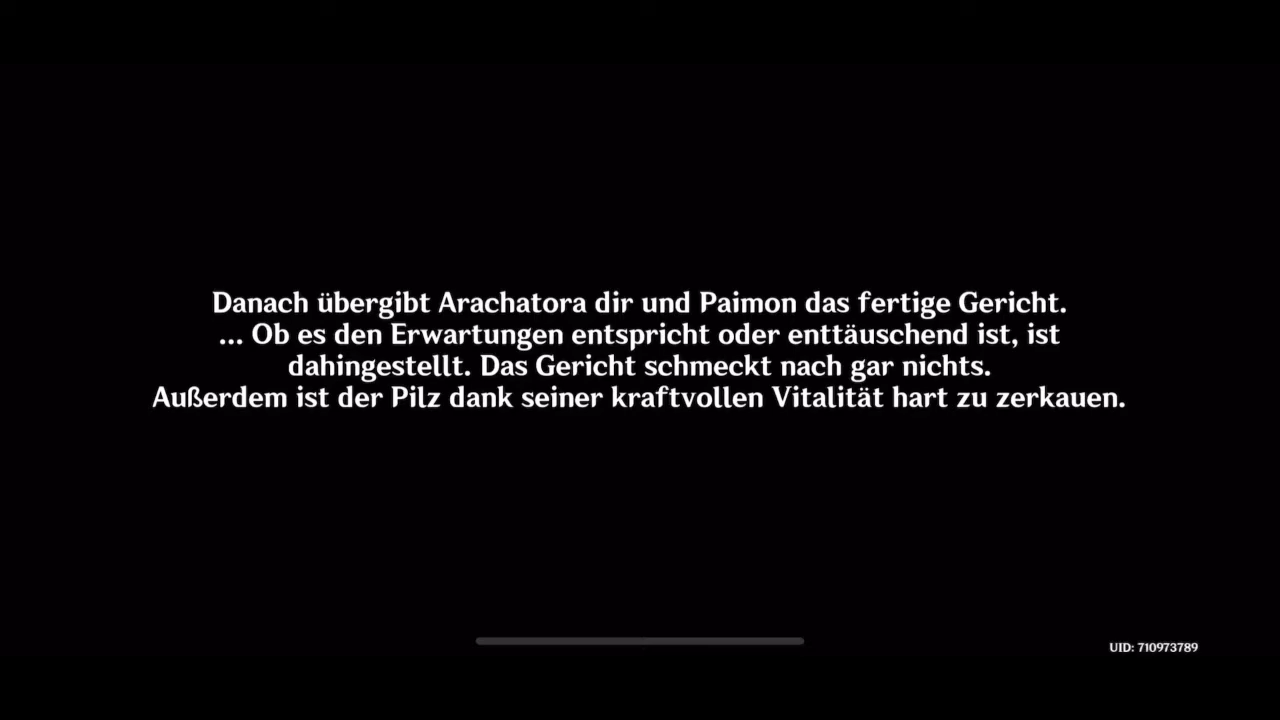 Danach übergibt Arachatora dir und Paimon das fertige Gericht.
... Ob es den Erwartungen entspricht oder enttäuschend ist, ist
dahingestellt. Das Gericht schmeckt nach gar nichts.
Außerdem ist der Pilz dank seiner kraftvollen Vitalität hart zu zerkauen.
UID: 710973789